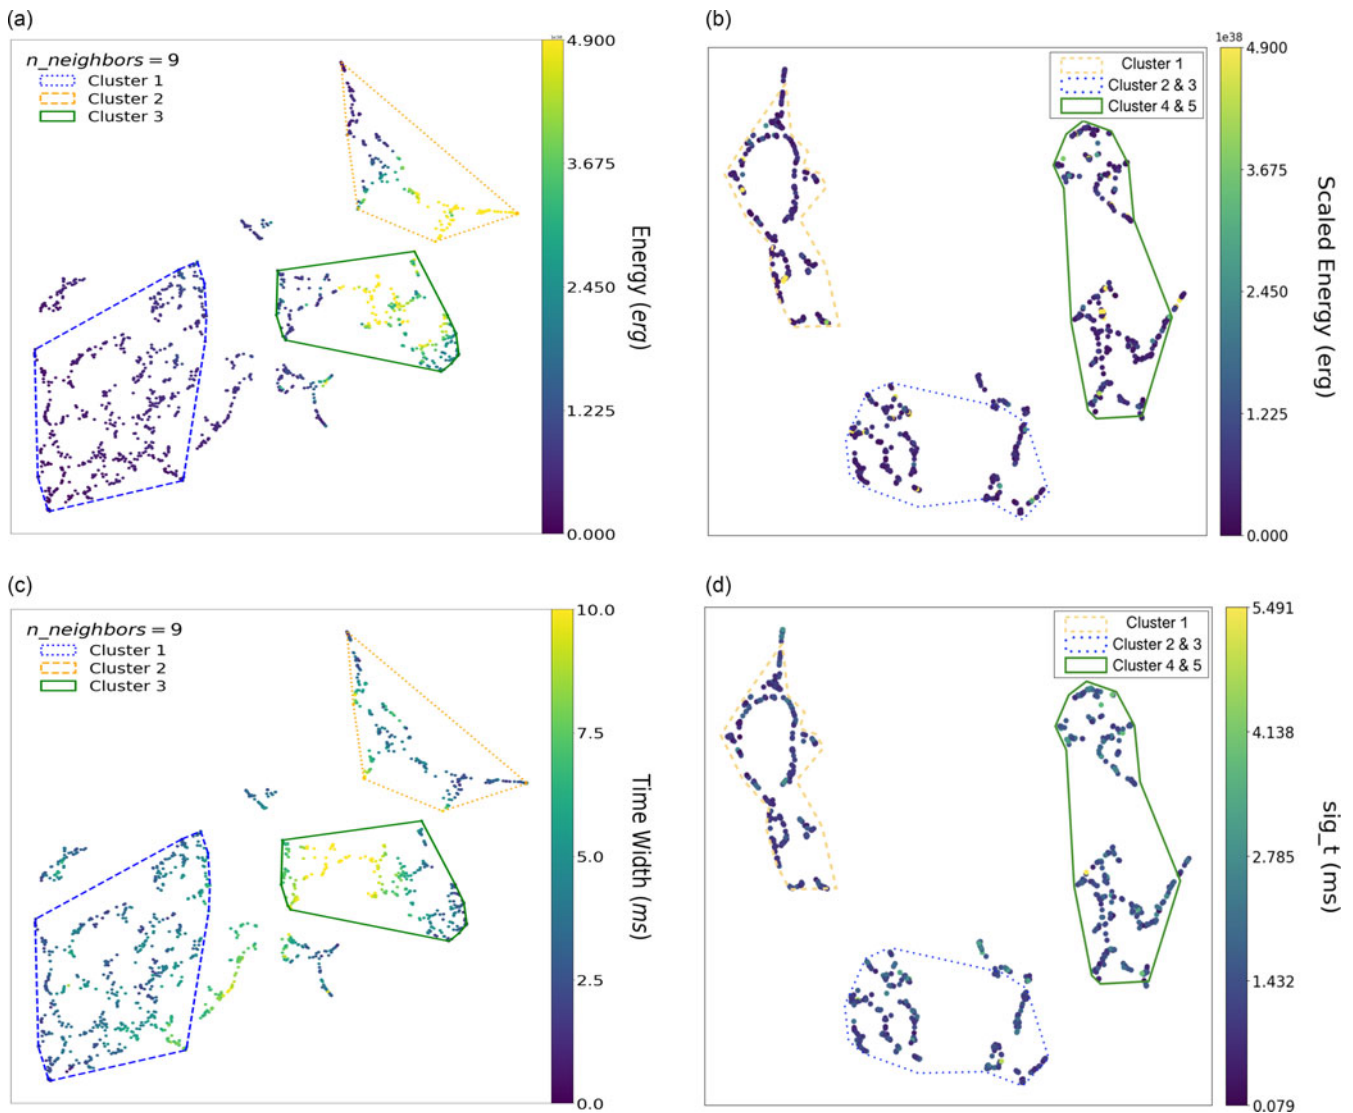 (a)
n_neighbors = 9
Cluster 1
Cluster 2
Cluster 3
1e38
4.900
3.675
2.450
1.225
0.000
Energy (erg)
(b)
Cluster 1
Cluster 2 & 3
Cluster 4 & 5
1e38
4.900
3.675
2.450
1.225
0.000
Scaled Energy (erg)
(c)
n_neighbors = 9
Cluster 1
Cluster 2
Cluster 3
10.0
7.5
5.0
2.5
0.0
Time Width (ms)
(d)
Cluster 1
Cluster 2 & 3
Cluster 4 & 5
5.491
4.138
2.785
1.432
0.079
sig_t (ms)